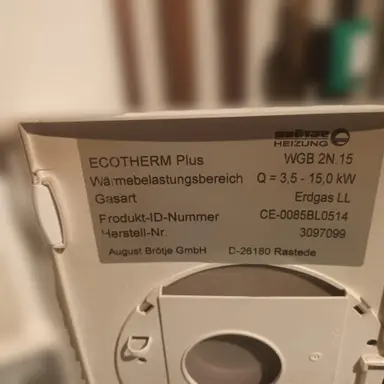 HEIZUNG
ECOTHERM Plus WGB 2N.15
Wärmebelastungsbereich Q = 3,5 - 15,0 kW
Gasart Erdgas LL
Produkt-ID-Nummer CE-0085BL0514
Herstell-Nr. 3097099
August Brötje GmbH D-26180 Rastede